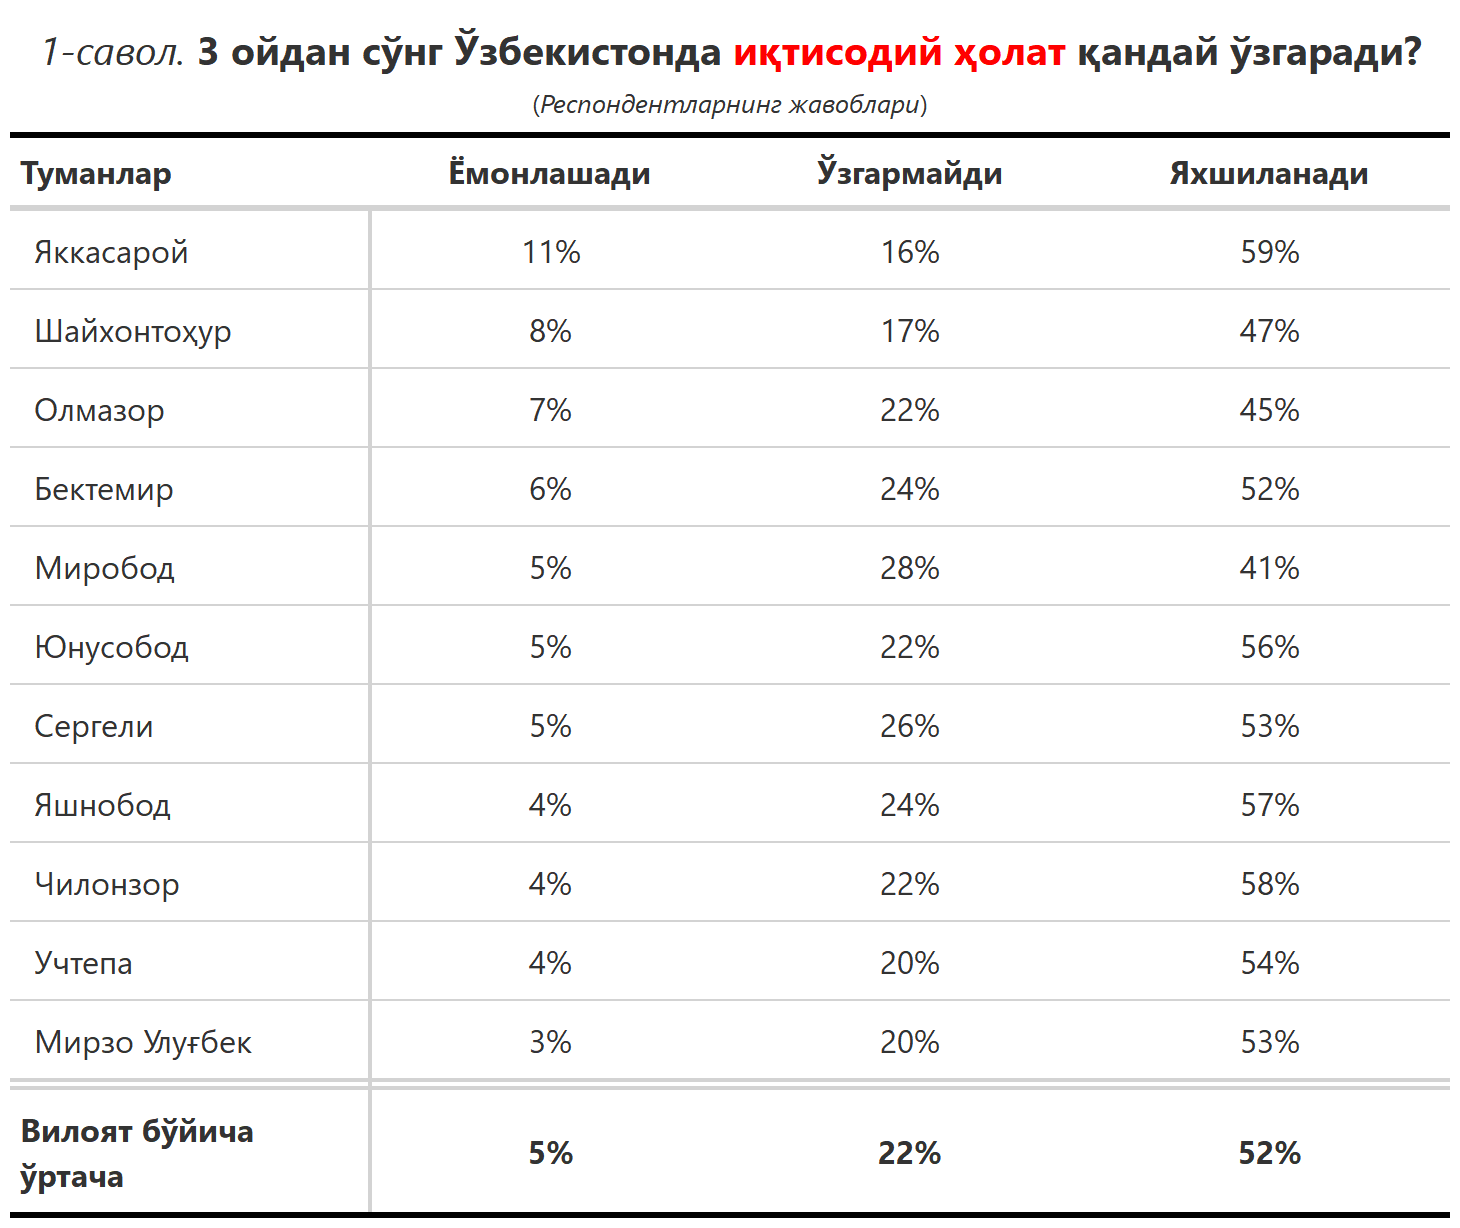 1-савол. 3 ойдан сўнг Ўзбекистонда иқтисодий ҳолат қандай ўзгаради?
(Респондентларнинг жавоблари)
Туманлар Ёмонлашади Ўзгармайди Яхшиланади
Яккасарой 11% 16% 59%
Шайхонтоҳур 8% 17% 47%
Олмазор 7% 22% 45%
Бектемир 6% 24% 52%
Миробод 5% 28% 41%
Юнусобод 5% 22% 56%
Сергели 5% 26% 53%
Яшнобод 4% 24% 57%
Чилонзор 4% 22% 58%
Учтепа 4% 20% 54%
Мирзо Улуғбек 3% 20% 53%
Вилоят бўйича
ўртача 5% 22% 52%